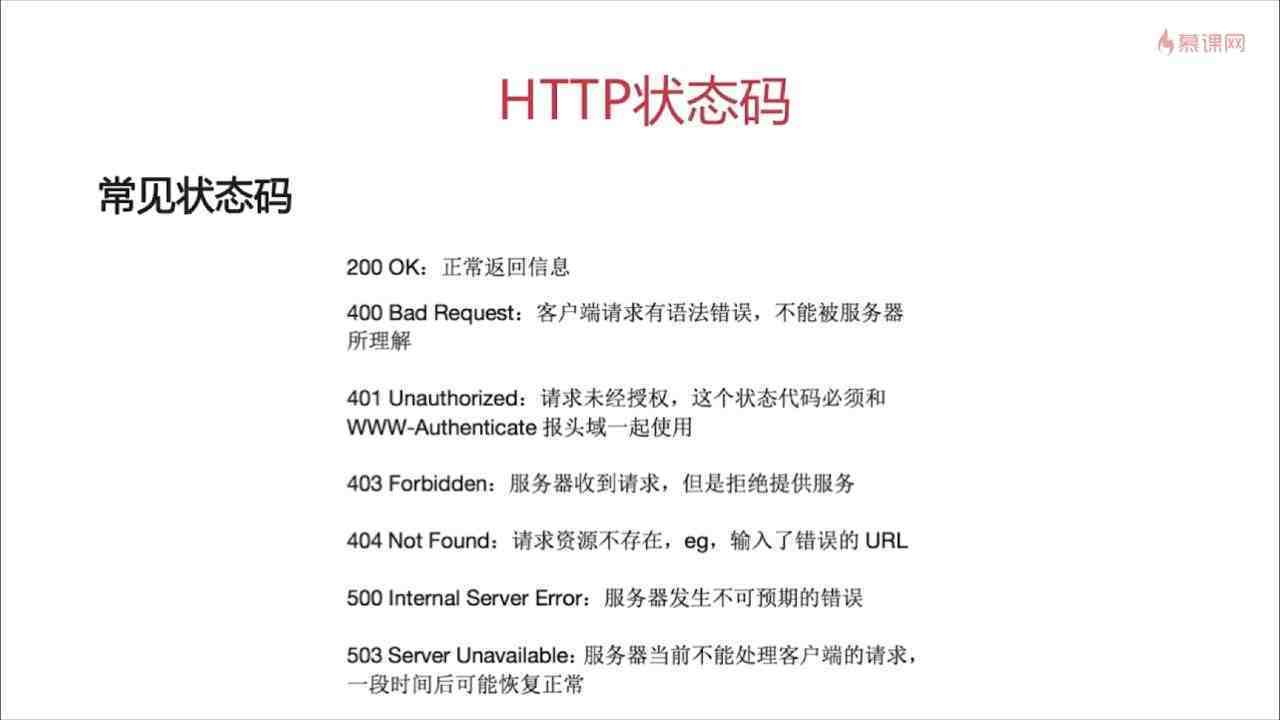 慕课网
HTTP状态码
常见状态码
200 OK：正常返回信息
400 Bad Request：客户端请求有语法错误，不能被服务器
所理解
401 Unauthorized：请求未经授权，这个状态代码必须和
WWW-Authenticate 报头域一起使用
403 Forbidden：服务器收到请求，但是拒绝提供服务
404 Not Found：请求资源不存在，eg，输入了错误的 URL
500 Internal Server Error：服务器发生不可预期的错误
503 Server Unavailable：服务器当前不能处理客户端的请求，
一段时间后可能恢复正常